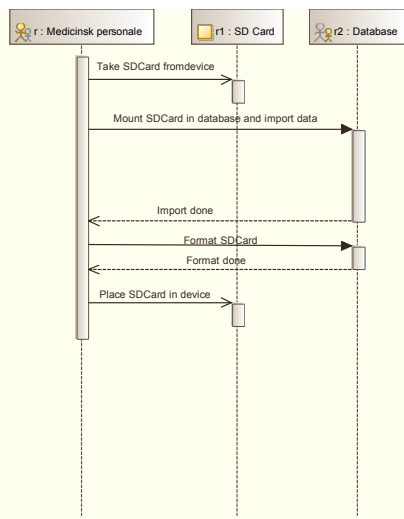 r : Medicinsk personale
r1 : SD Card
r2 : Database
Take SDCard fromdevice
Mount SDCard in database and import data
Import done
Format SDCard
Format done
Place SDCard in device